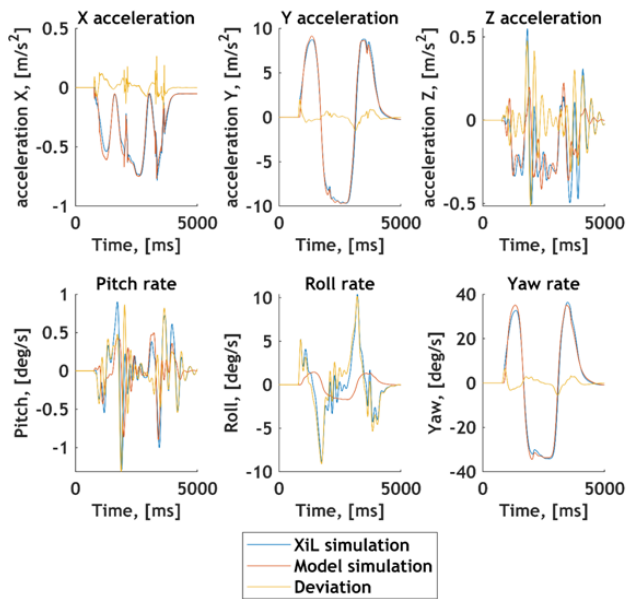 X acceleration
Y acceleration
Z acceleration
acceleration X, [m/s²]
0.5
0
-0.5
-1
0
5000
Time, [ms]
acceleration Y, [m/s²]
10
5
0
-5
-10
0
5000
Time, [ms]
acceleration Z, [m/s²]
0.5
0
-0.5
0
5000
Time, [ms]
Pitch rate
Roll rate
Yaw rate
Pitch, [deg/s]
1
0.5
0
-0.5
-1
0
5000
Time, [ms]
Roll, [deg/s]
10
5
0
-5
-10
0
5000
Time, [ms]
Yaw, [deg/s]
40
20
0
-20
-40
0
5000
Time, [ms]
XiL simulation
Model simulation
Deviation